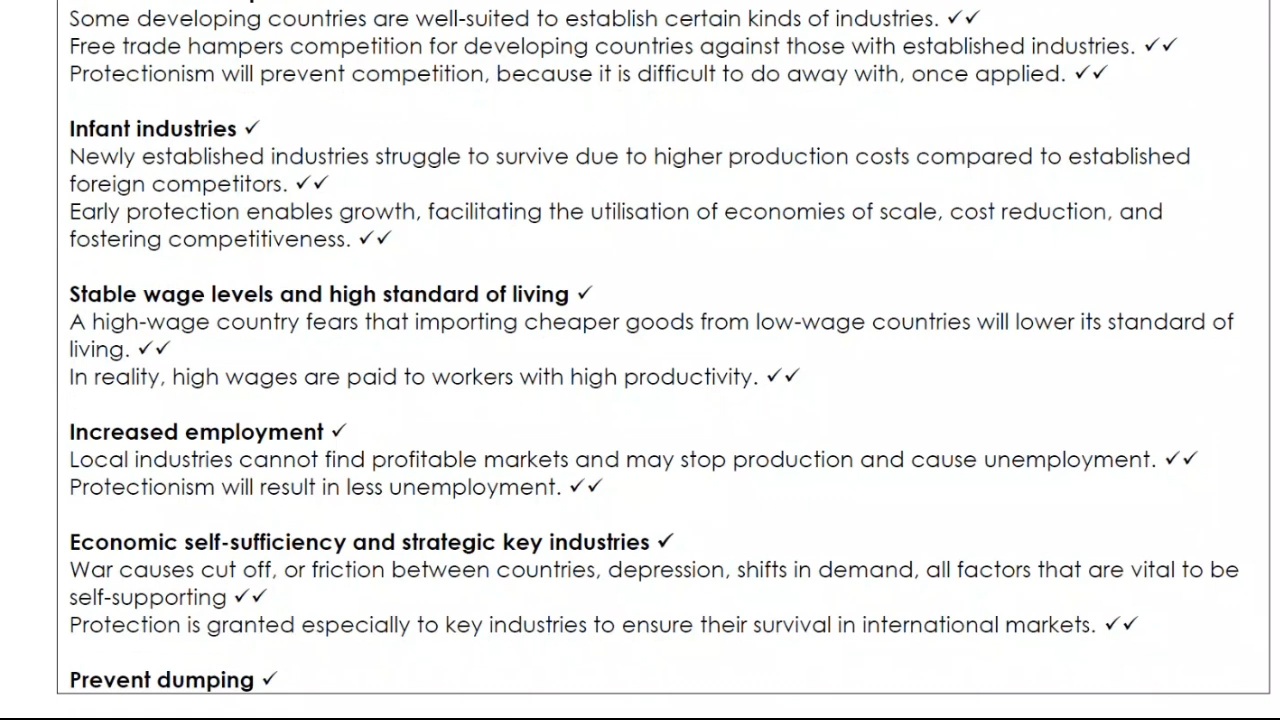 Some developing countries are well-suited to establish certain kinds of industries. ✓✓
Free trade hampers competition for developing countries against those with established industries. ✓✓
Protectionism will prevent competition, because it is difficult to do away with, once applied. ✓✓
Infant industries ✓
Newly established industries struggle to survive due to higher production costs compared to established
foreign competitors. ✓✓
Early protection enables growth, facilitating the utilisation of economies of scale, cost reduction, and
fostering competitiveness. ✓✓
Stable wage levels and high standard of living ✓
A high-wage country fears that importing cheaper goods from low-wage countries will lower its standard of
living. ✓✓
In reality, high wages are paid to workers with high productivity. ✓✓
Increased employment ✓
Local industries cannot find profitable markets and may stop production and cause unemployment. ✓✓
Protectionism will result in less unemployment. ✓✓
Economic self-sufficiency and strategic key industries ✓
War causes cut off, or friction between countries, depression, shifts in demand, all factors that are vital to be
self-supporting ✓✓
Protection is granted especially to key industries to ensure their survival in international markets. ✓✓
Prevent dumping ✓